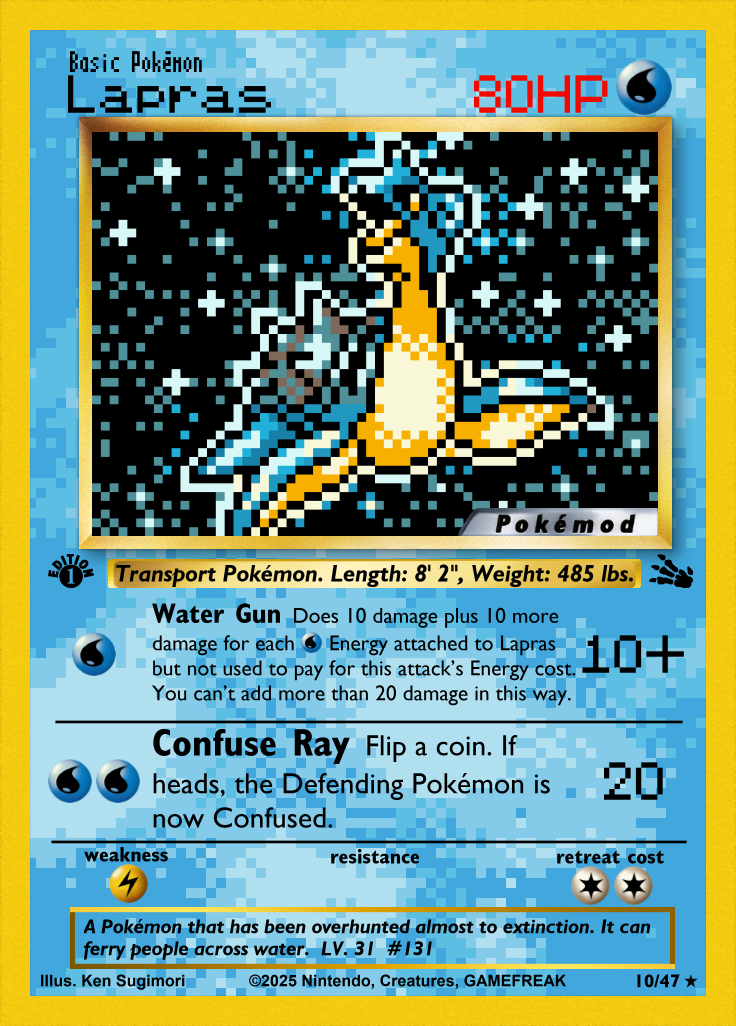 Basic Pokémon
Lapras 80HP
Pokémod
EDITION 1
Transport Pokémon. Length: 8' 2", Weight: 485 lbs.
Water Gun Does 10 damage plus 10 more
damage for each Energy attached to Lapras
but not used to pay for this attack's Energy cost.
You can't add more than 20 damage in this way.
10+
Confuse Ray Flip a coin. If
heads, the Defending Pokémon is
now Confused.
20
weakness resistance retreat cost
A Pokémon that has been overhunted almost to extinction. It can
ferry people across water. LV. 31 #131
Illus. Ken Sugimori ©2025 Nintendo, Creatures, GAMEFREAK 10/47 ★